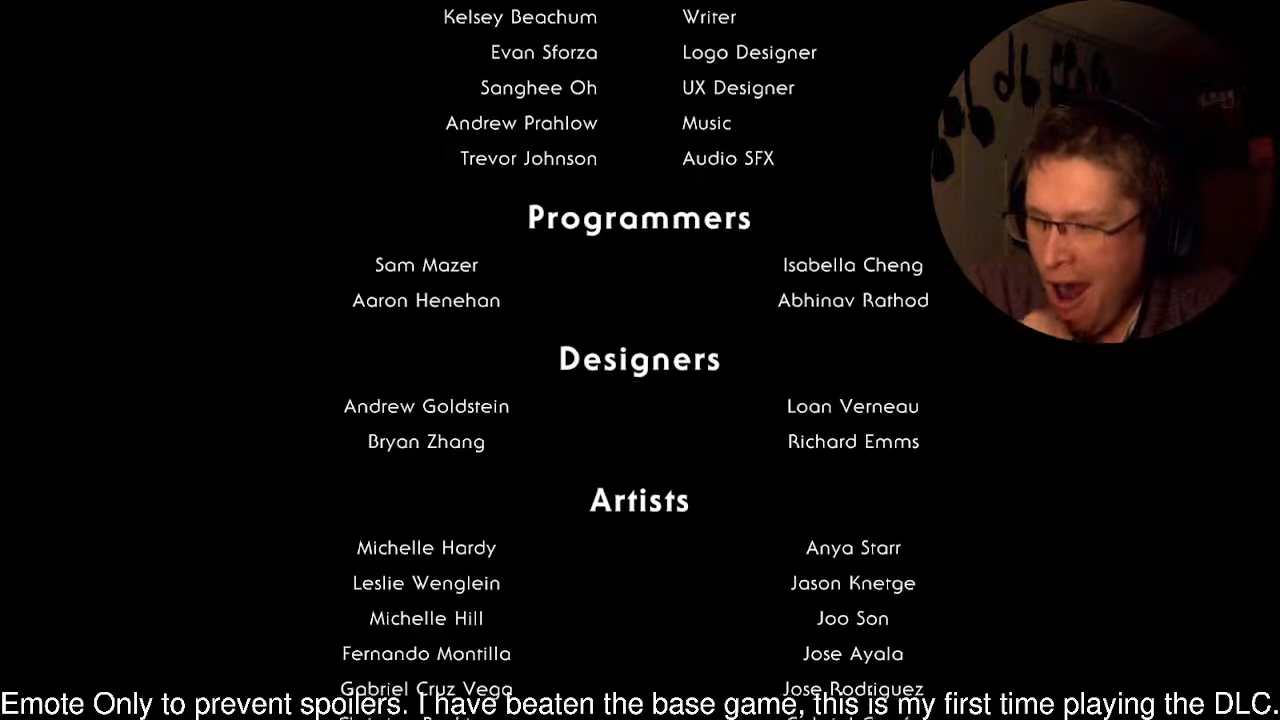 Kelsey Beachum Writer
Evan Sforza Logo Designer
Sanghee Oh UX Designer
Andrew Prahlow Music
Trevor Johnson Audio SFX
Programmers
Sam Mazer Isabella Cheng
Aaron Henehan Abhinav Rathod
Designers
Andrew Goldstein Loan Verneau
Bryan Zhang Richard Emms
Artists
Michelle Hardy Anya Starr
Leslie Wenglein Jason Knetge
Michelle Hill Joo Son
Fernando Montilla Jose Ayala
Gabriel Cruz Vega Jose Rodriguez
Emote Only to prevent spoilers. I have beaten the base game, this is my first time playing the DLC.